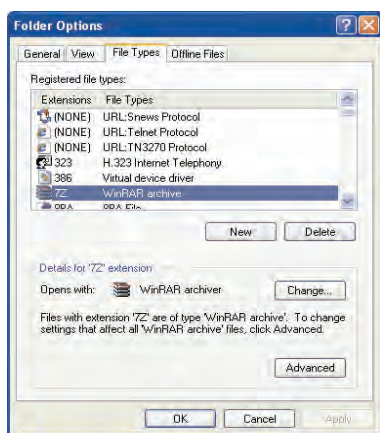 Folder Options
General View File Types Offline Files
Registered file types:
Extensions File Types
(NONE) URL:Snews Protocol
(NONE) URL:Telnet Protocol
(NONE) URL:TN3270 Protocol
323 H.323 Internet Telephony
386 Virtual device driver
7Z WinRAR archive
File
New Delete
Details for '7Z' extension
Opens with: WinRAR archiver Change...
Files with extension '7Z' are of type 'WinRAR archive'. To change
settings that affect all 'WinRAR archive' files, click Advanced.
Advanced
OK Cancel Apply